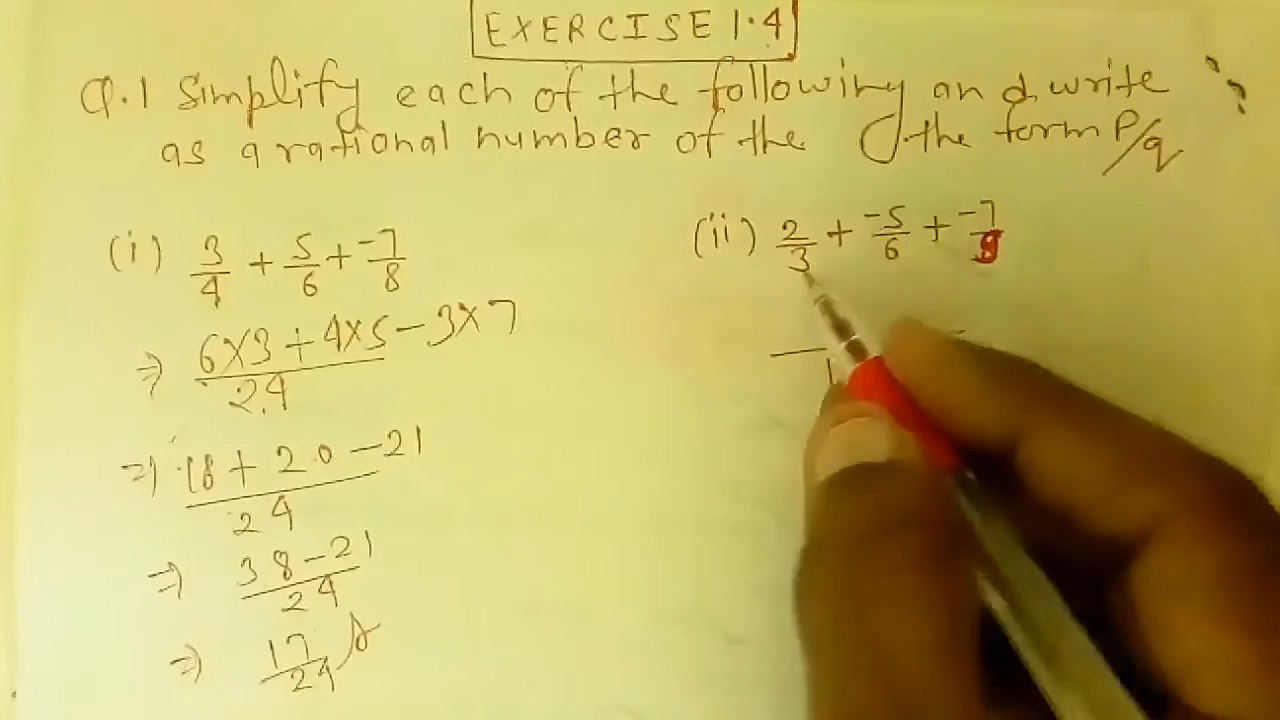 EXERCISE 1.4
Q.1 Simplify each of the following and write
as a rational number of the the form P/q
(i) 3/4 + 5/6 + -7/8
⇒ 6×3+4×5-3×7/24
⇒ 18+20-21/24
⇒ 38-21/24
⇒ 17/24
(ii) 2/3 + -5/6 + -7/